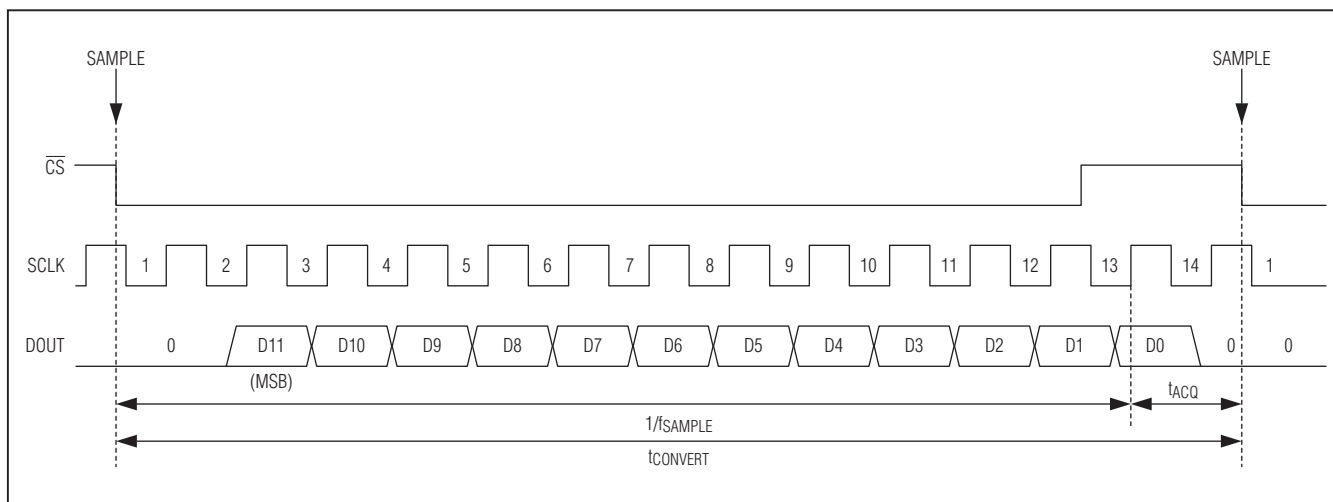 SAMPLE SAMPLE
CS
SCLK 1 2 3 4 5 6 7 8 9 10 11 12 13 14 1
DOUT 0 D11 D10 D9 D8 D7 D6 D5 D4 D3 D2 D1 D0 0 0
(MSB)
tACQ
1/fSAMPLE
tCONVERT